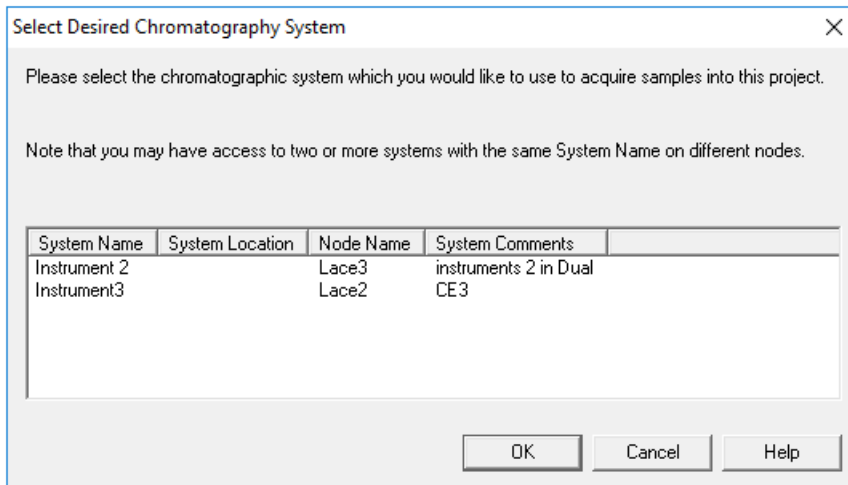 Select Desired Chromatography System
Please select the chromatographic system which you would like to use to acquire samples into this project.
Note that you may have access to two or more systems with the same System Name on different nodes.
System Name System Location Node Name System Comments
Instrument 2 Lace3 instruments 2 in Dual
Instrument3 Lace2 CE3
OK Cancel Help